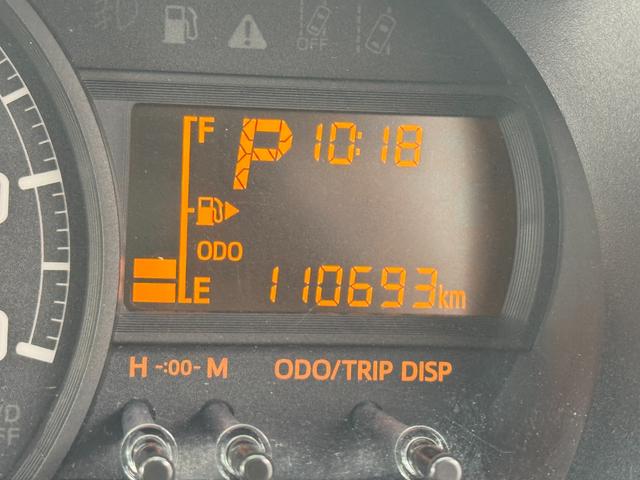 OFF
F
P 10:18
ODO
E 110693km
H -:00- M ODO/TRIP DISP